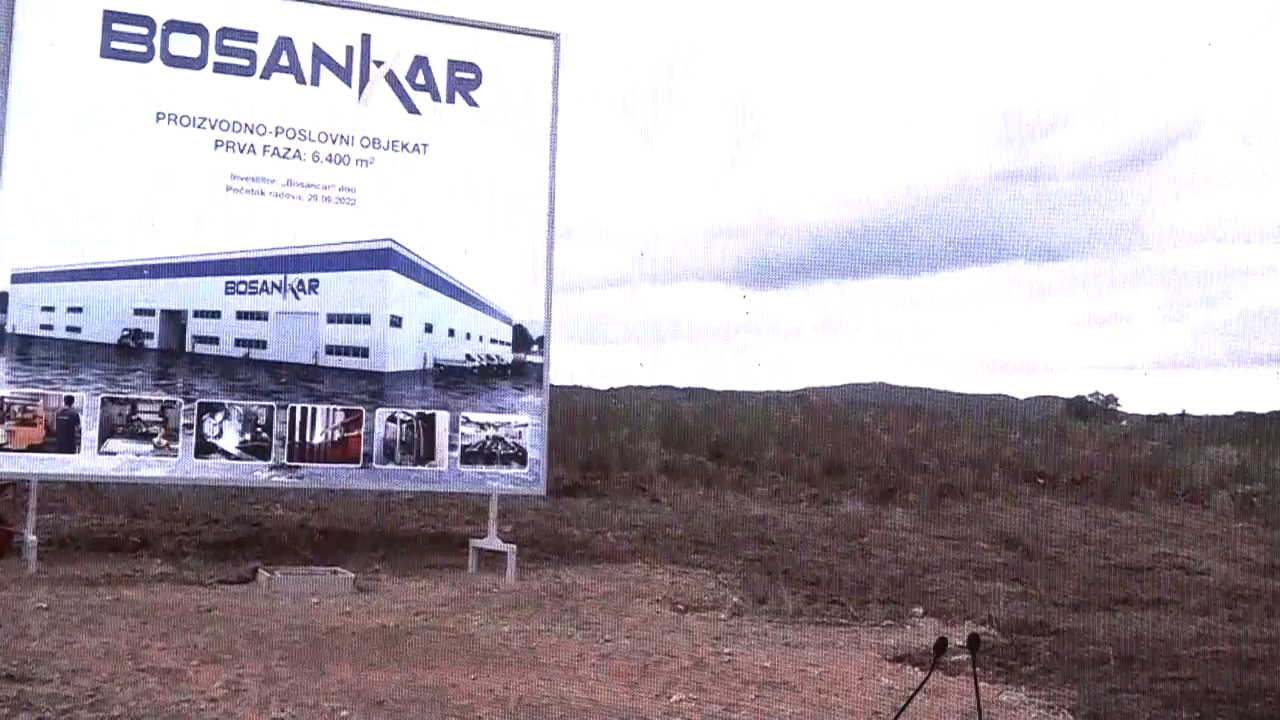 BOSANKAR
PROIZVODNO-POSLOVNI OBJEKAT
PRVA FAZA: 6.400 m²
Investitor: „Bosancar" doo
Početak radova: 29.09.2022
BOSANKAR